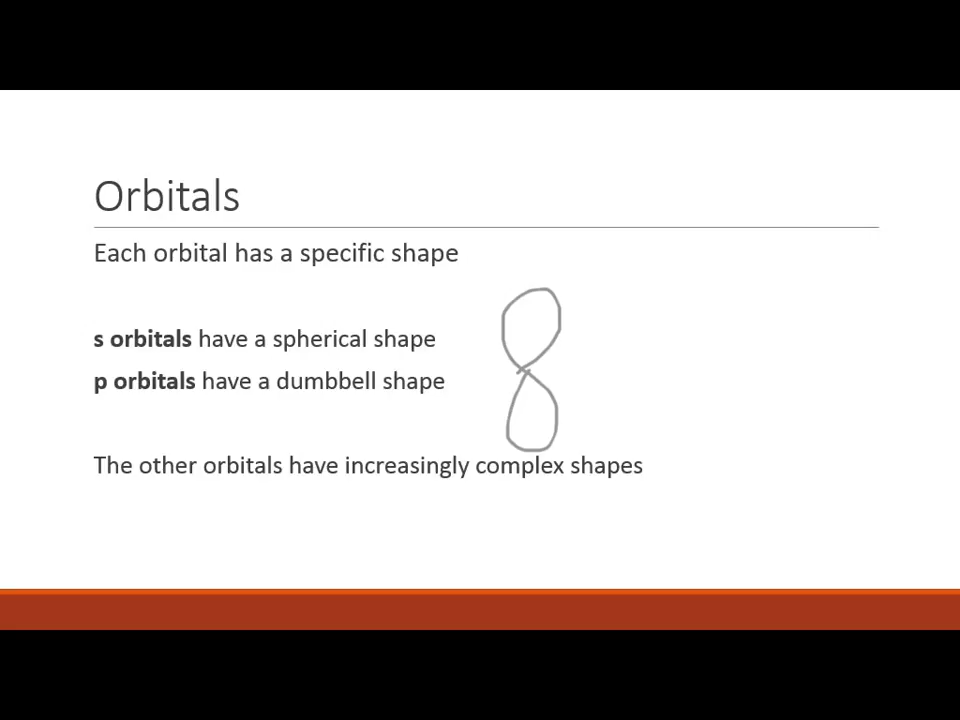 Orbitals
Each orbital has a specific shape
s orbitals have a spherical shape
p orbitals have a dumbbell shape
The other orbitals have increasingly complex shapes